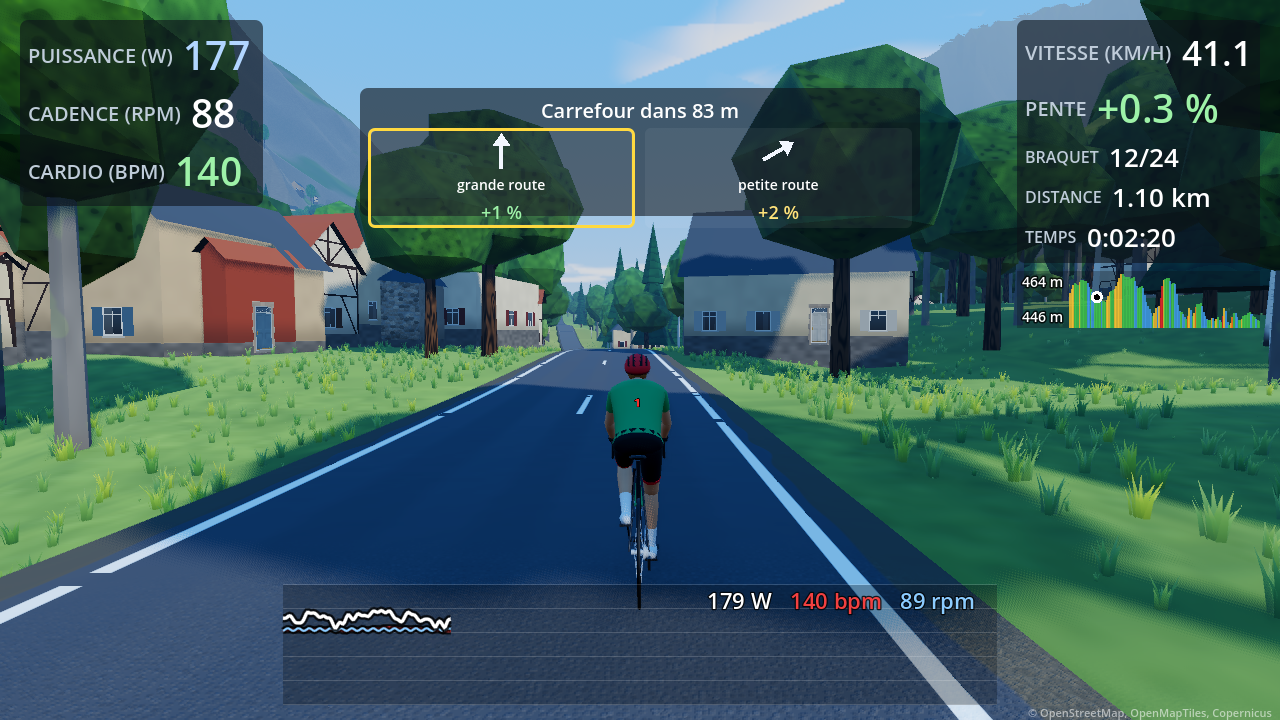 PUISSANCE (W) 177
CADENCE (RPM) 88
CARDIO (BPM) 140
Carrefour dans 83 m
grande route
+1 %
petite route
+2 %
VITESSE (KM/H) 41.1
PENTE +0.3 %
BRAQUET 12/24
DISTANCE 1.10 km
TEMPS 0:02:20
464 m
446 m
1
179 W 140 bpm 89 rpm
© OpenStreetMap, OpenMapTiles, Copernicus